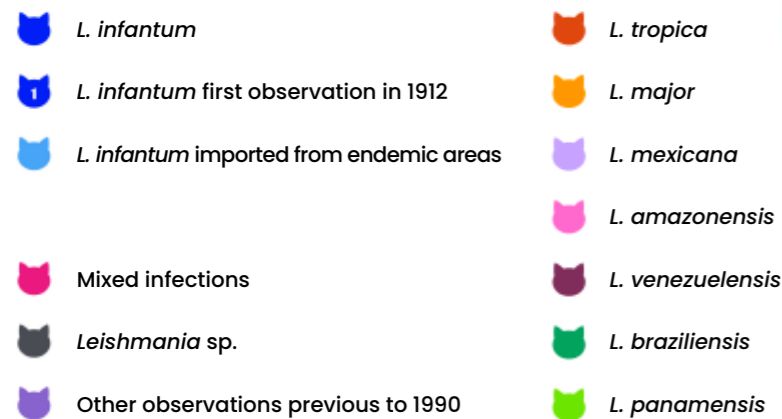 L. infantum
1 L. infantum first observation in 1912
L. infantum imported from endemic areas
Mixed infections
Leishmania sp.
Other observations previous to 1990
L. tropica
L. major
L. mexicana
L. amazonensis
L. venezuelensis
L. braziliensis
L. panamensis